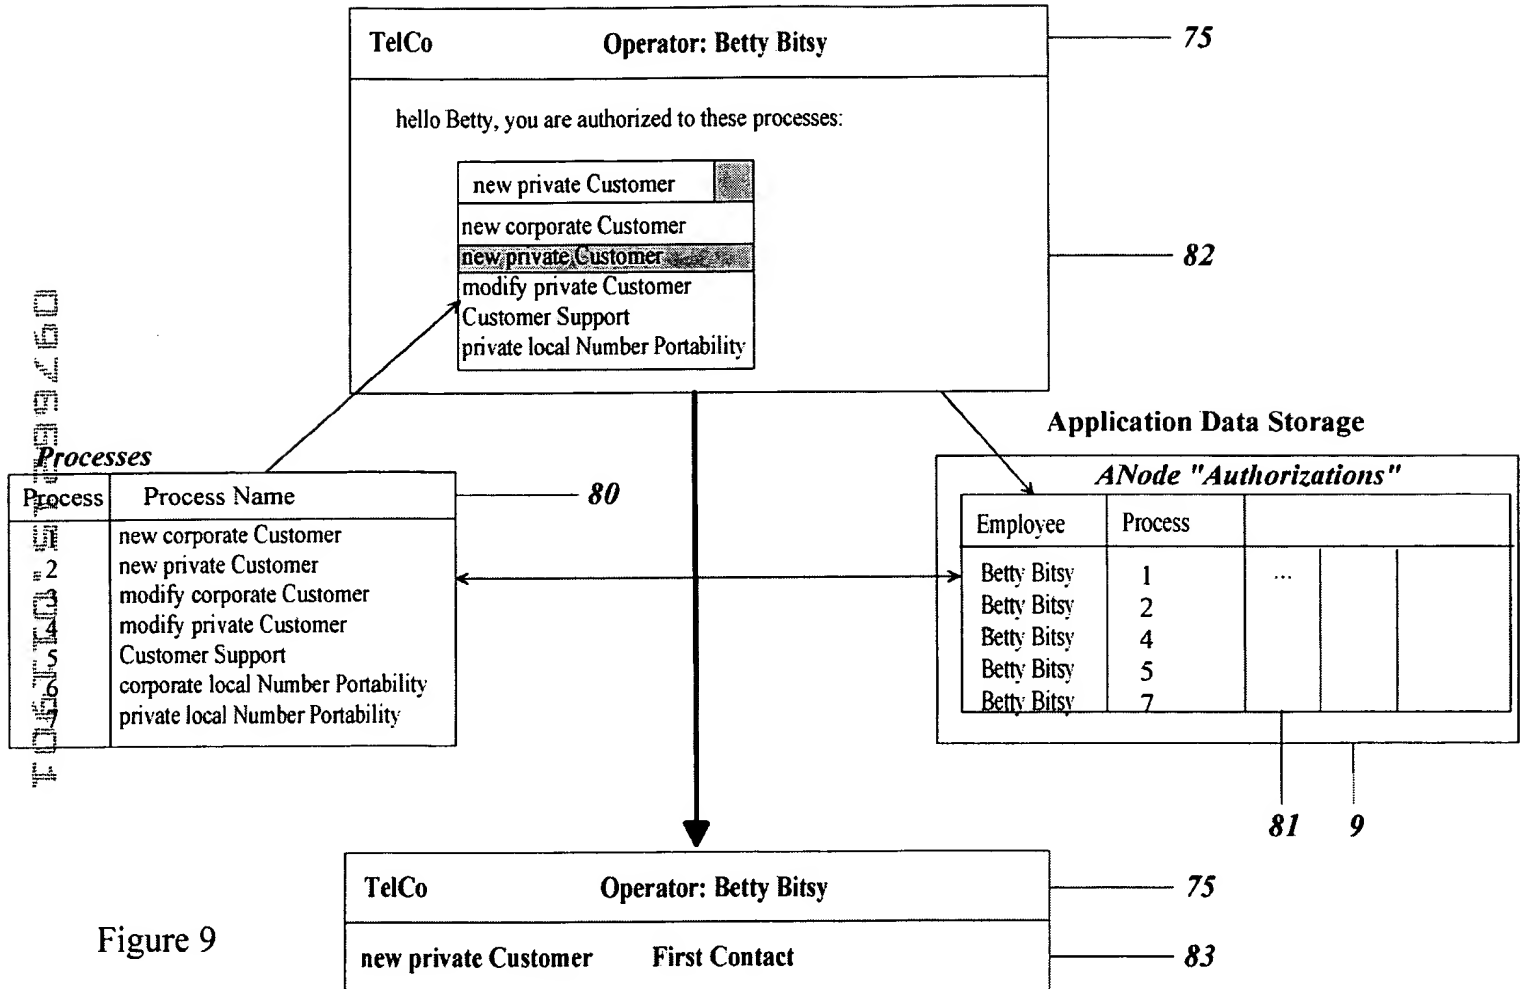 TelCo Operator: Betty Bitsy 75
hello Betty, you are authorized to these processes:
new private Customer
new corporate Customer
new private Customer
82
modify private Customer
Customer Support
private local Number Portability
Application Data Storage
Processes
Process Process Name 80
1 new corporate Customer
2 new private Customer
3 modify corporate Customer
4 modify private Customer
5 Customer Support
6 corporate local Number Portability
7 private local Number Portability
ANode "Authorizations"
Employee Process
Betty Bitsy 1 ...
Betty Bitsy 2
Betty Bitsy 4
Betty Bitsy 5
Betty Bitsy 7
81 9
TelCo Operator: Betty Bitsy 75
new private Customer First Contact 83
Figure 9